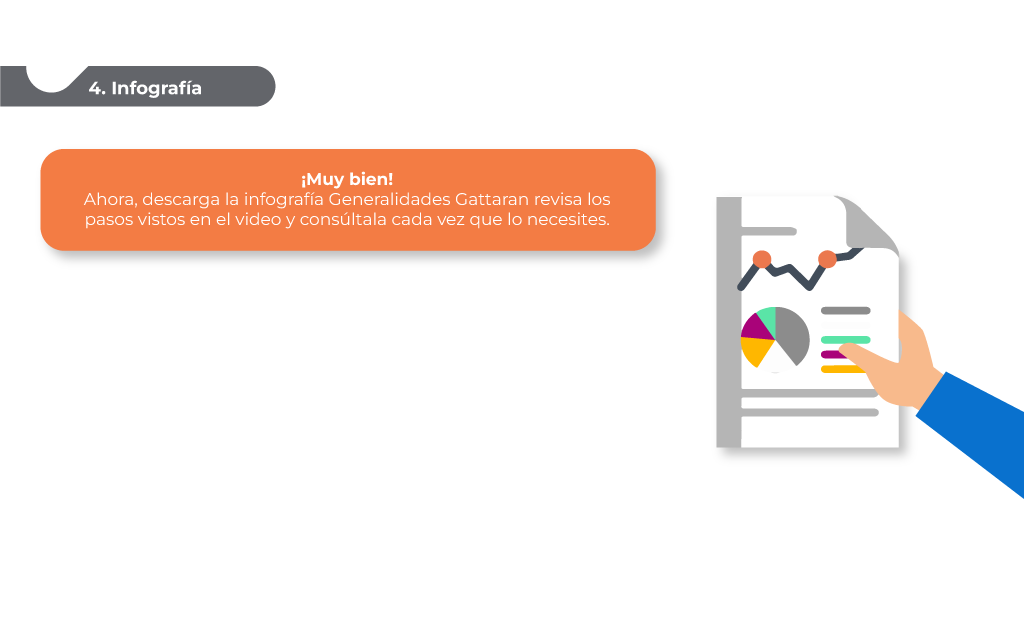 4. Infografía
¡Muy bien!
Ahora, descarga la infografía Generalidades Gattaran revisa los
pasos vistos en el video y consúltala cada vez que lo necesites.